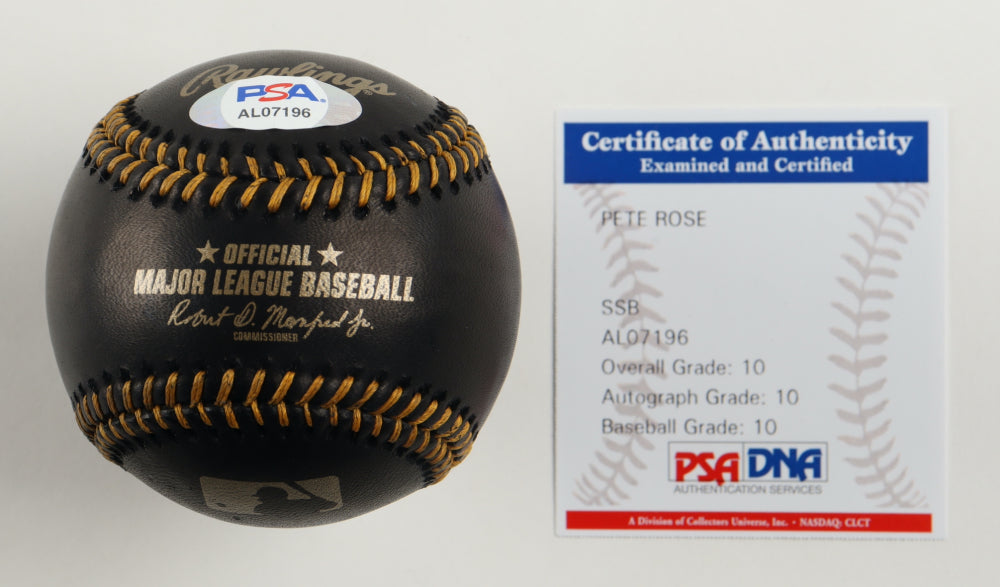 Rawlings®
PSA.
AL07196
★ OFFICIAL ★
MAJOR LEAGUE BASEBALL
Robert D. Manfred Jr.
COMMISSIONER
Certificate of Authenticity
Examined and Certified
PETE ROSE
SSB
AL07196
Overall Grade: 10
Autograph Grade: 10
Baseball Grade: 10
PSA DNA
AUTHENTICATION SERVICES
A Division of Collectors Universe, Inc. • NASDAQ: CLCT